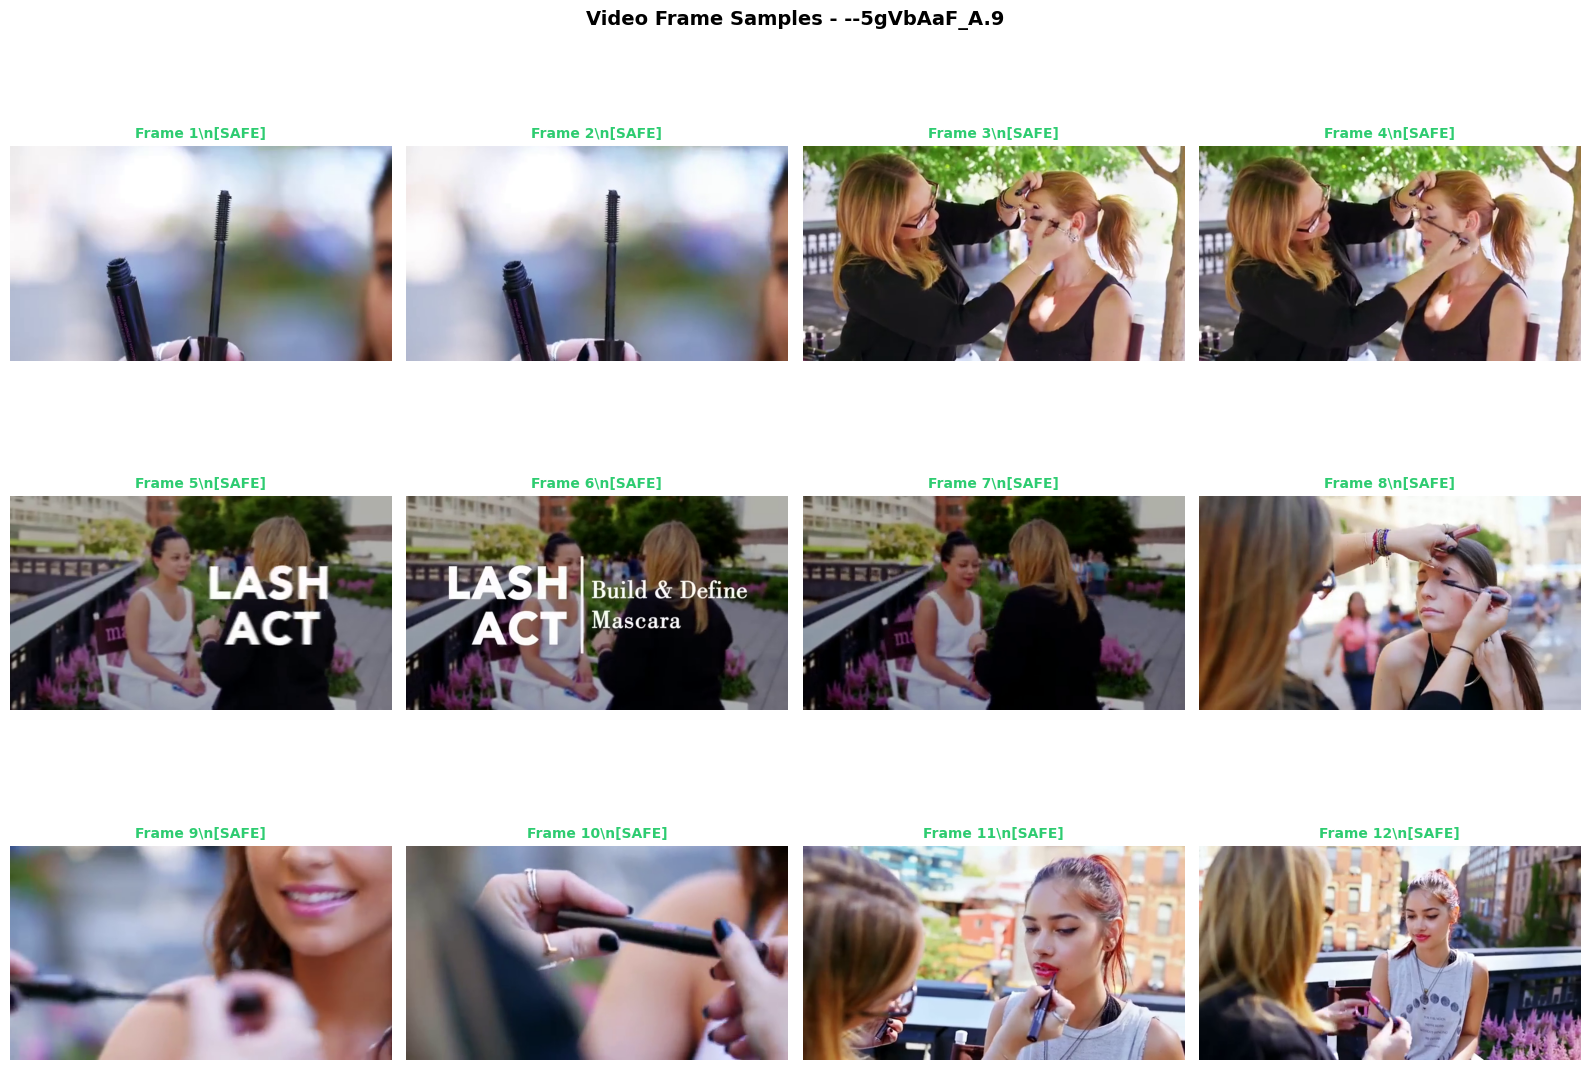 Video Frame Samples - --5gVbAaF_A.9
Frame 1\n[SAFE]
Frame 2\n[SAFE]
Frame 3\n[SAFE]
Frame 4\n[SAFE]
Frame 5\n[SAFE]
Frame 6\n[SAFE]
Frame 7\n[SAFE]
Frame 8\n[SAFE]
ma
LASH
ACT
LASH
ACT
Build & Define
Mascara
Frame 9\n[SAFE]
Frame 10\n[SAFE]
Frame 11\n[SAFE]
Frame 12\n[SAFE]